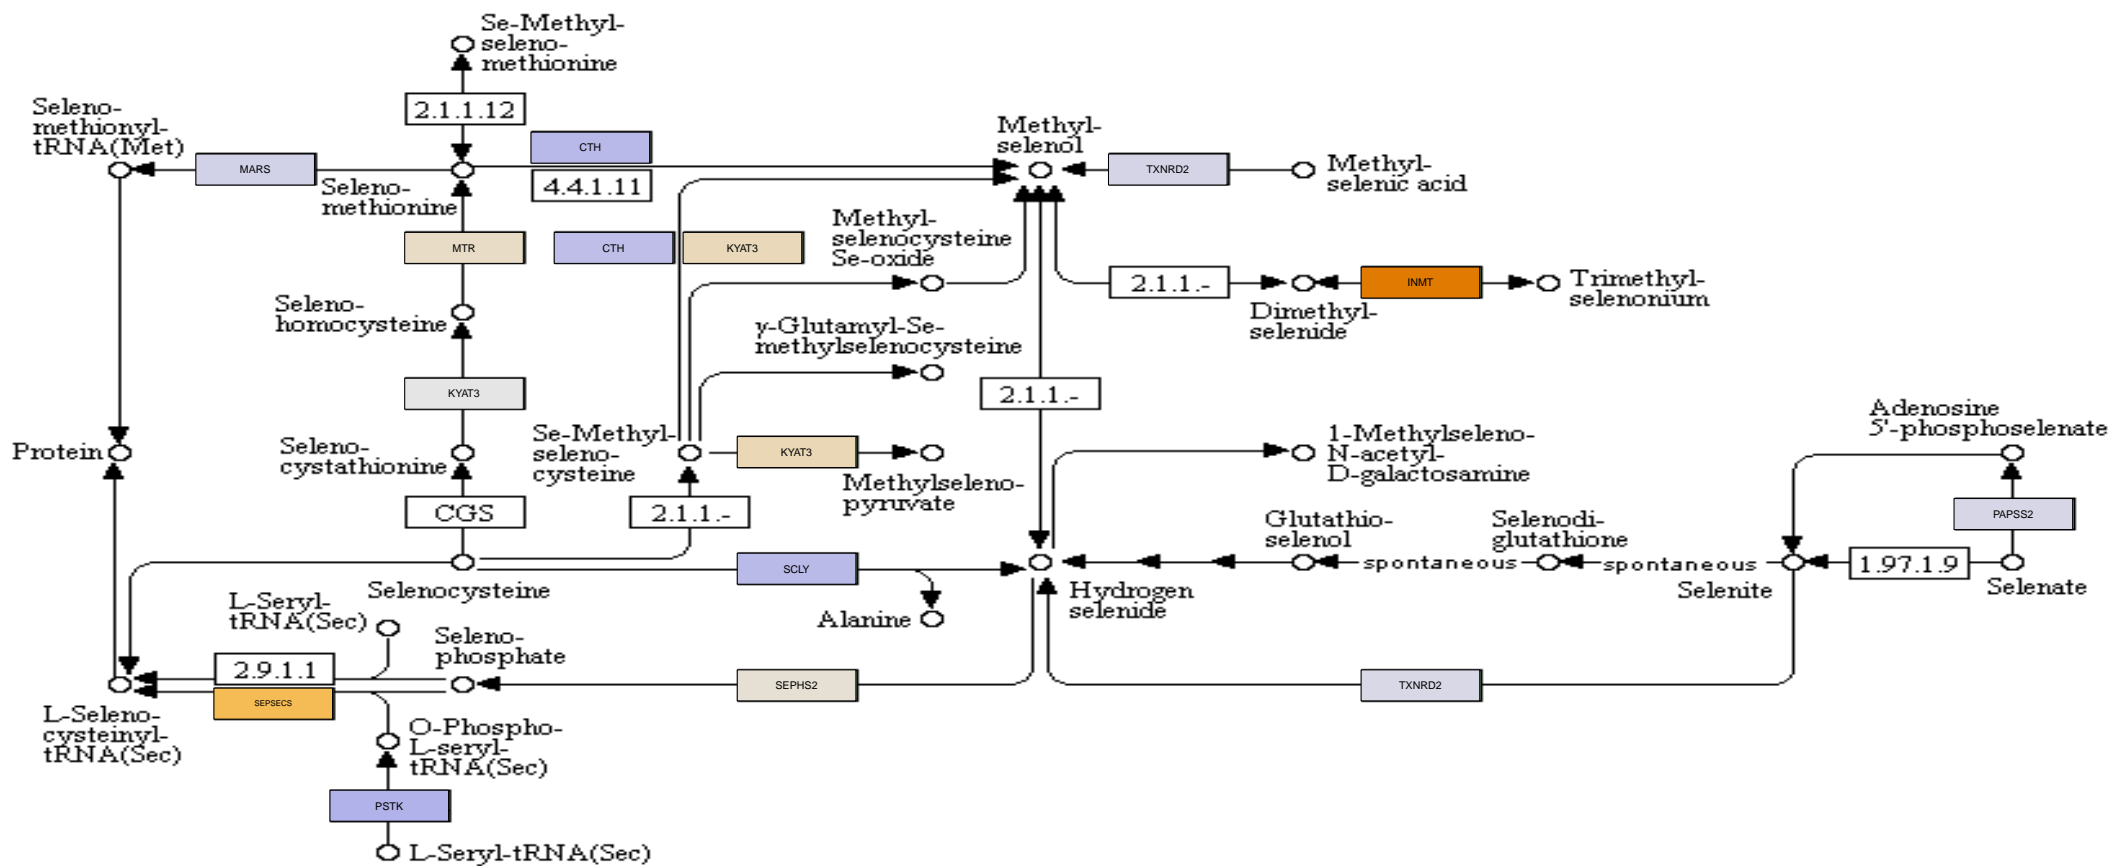 Se-Methyl-
seleno-
methionine
2.1.1.12
Seleno-
methionyl-
tRNA(Met)
MARS
Seleno-
methionine
CTH
4.4.1.11
Methyl-
selenol
TXNRD2
Methyl-
selenic acid
MTR
CTH
KYAT3
Methyl-
selenocysteine
Se-oxide
2.1.1.-
INMT
Dimethyl-
selenide
Trimethyl-
selenonium
Seleno-
homocysteine
γ-Glutamyl-Se-
methylselenocysteine
KYAT3
2.1.1.-
Protein
Seleno-
cystathionine
Se-Methyl-
seleno-
cysteine
KYAT3
Methylseleno-
pyruvate
1-Methylseleno-
N-acetyl-
D-galactosamine
Adenosine
5'-phosphoselenate
CGS
2.1.1.-
PAPSS2
Glutathio-
selenol
Selenodi-
glutathione
Selenocysteine
SCLY
Alanine
Hydrogen
selenide
spontaneous
spontaneous
Selenite
1.97.1.9
Selenate
L-Seryl-
tRNA(Sec)
Seleno-
phosphate
2.9.1.1
SEPSECS
SEPHS2
TXNRD2
L-Seleno-
cysteinyl-
tRNA(Sec)
O-Phospho-
L-seryl-
tRNA(Sec)
PSTK
L-Seryl-tRNA(Sec)